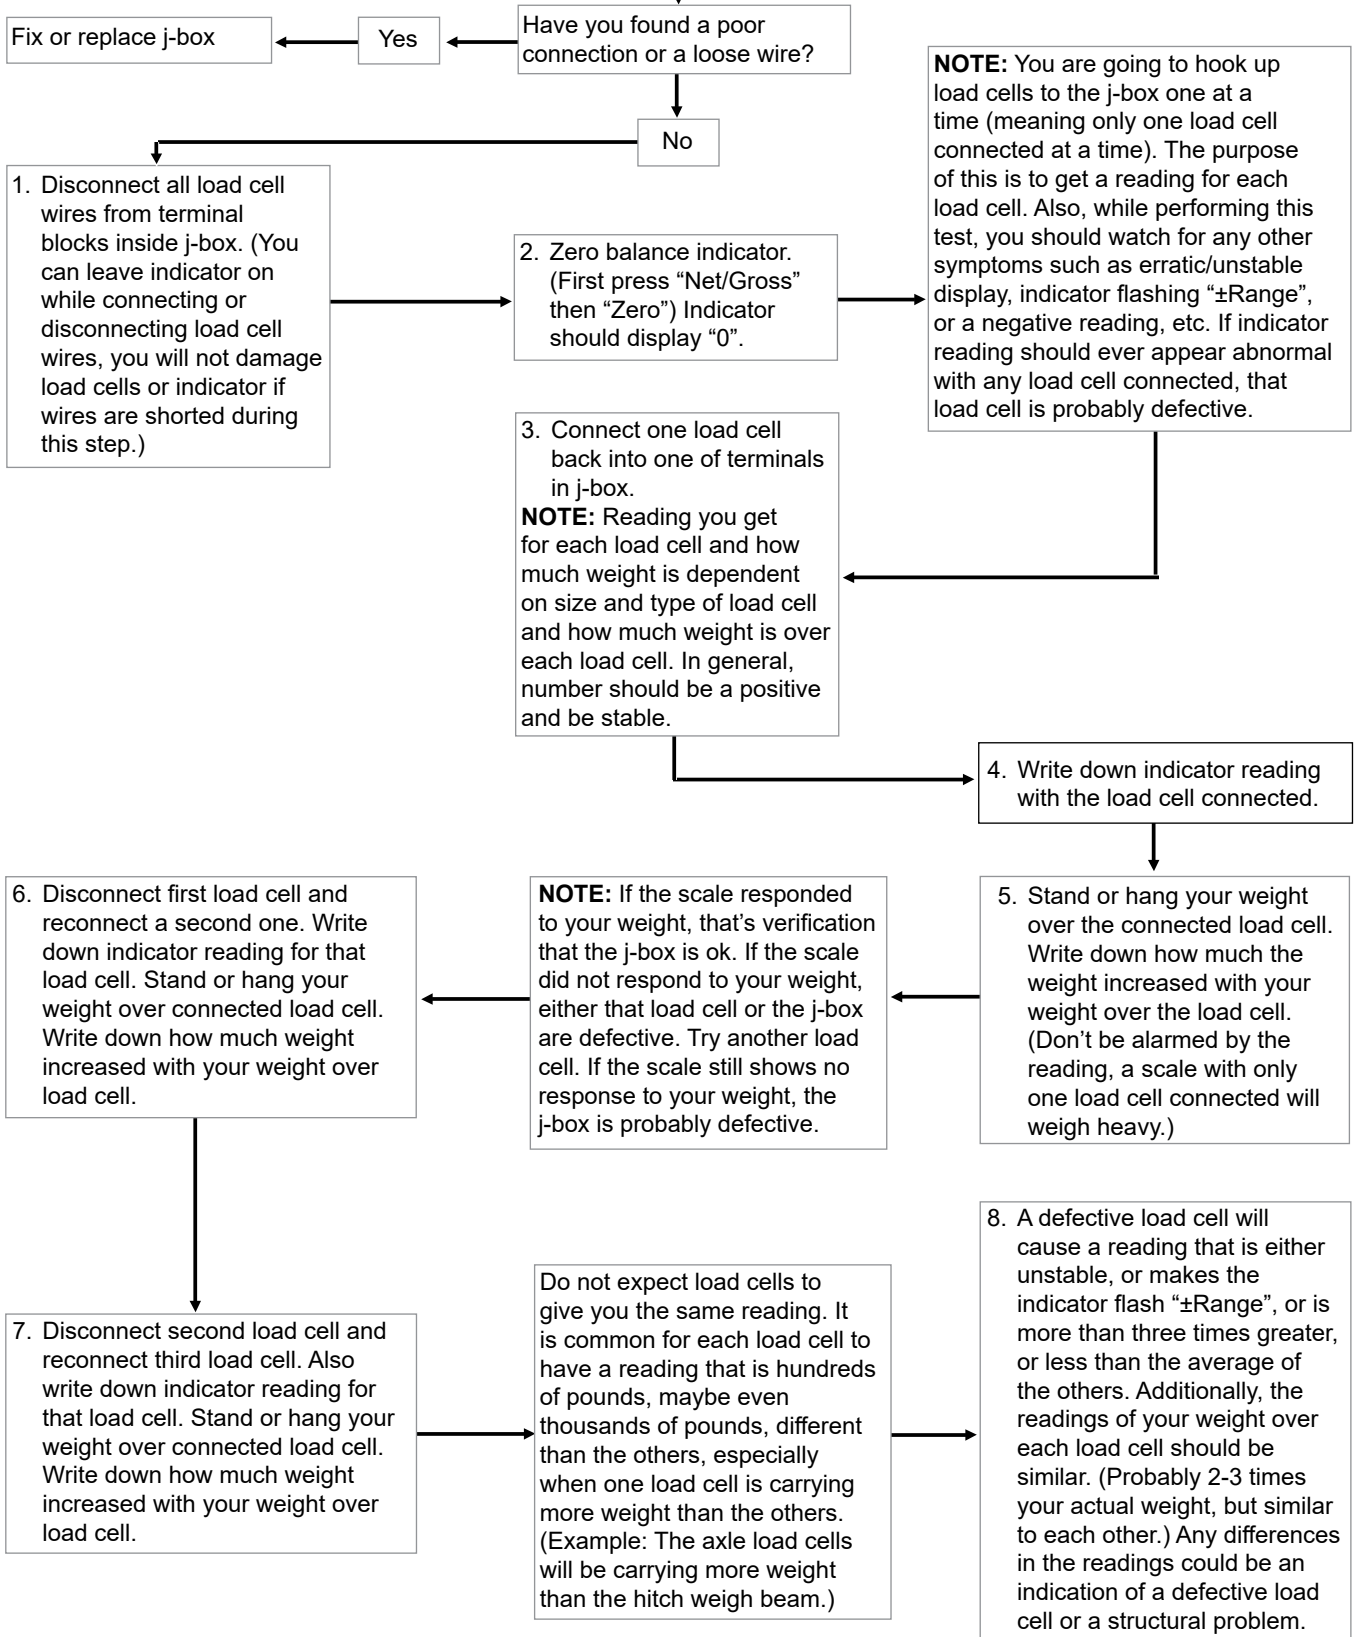 Have you found a poor
connection or a loose wire?
Yes
Fix or replace j-box
No
1. Disconnect all load cell
wires from terminal
blocks inside j-box. (You
can leave indicator on
while connecting or
disconnecting load cell
wires, you will not damage
load cells or indicator if
wires are shorted during
this step.)
2. Zero balance indicator.
(First press “Net/Gross”
then “Zero”) Indicator
should display “0”.
NOTE: You are going to hook up
load cells to the j-box one at a
time (meaning only one load cell
connected at a time). The purpose
of this is to get a reading for each
load cell. Also, while performing this
test, you should watch for any other
symptoms such as erratic/unstable
display, indicator flashing “±Range”,
or a negative reading, etc. If indicator
reading should ever appear abnormal
with any load cell connected, that
load cell is probably defective.
3. Connect one load cell
back into one of terminals
in j-box.
NOTE: Reading you get
for each load cell and how
much weight is dependent
on size and type of load cell
and how much weight is over
each load cell. In general,
number should be a positive
and be stable.
4. Write down indicator reading
with the load cell connected.
5. Stand or hang your weight
over the connected load cell.
Write down how much the
weight increased with your
weight over the load cell.
(Don’t be alarmed by the
reading, a scale with only
one load cell connected will
weigh heavy.)
NOTE: If the scale responded
to your weight, that’s verification
that the j-box is ok. If the scale
did not respond to your weight,
either that load cell or the j-box
are defective. Try another load
cell. If the scale still shows no
response to your weight, the
j-box is probably defective.
6. Disconnect first load cell and
reconnect a second one. Write
down indicator reading for that
load cell. Stand or hang your
weight over connected load cell.
Write down how much weight
increased with your weight over
load cell.
7. Disconnect second load cell and
reconnect third load cell. Also
write down indicator reading for
that load cell. Stand or hang your
weight over connected load cell.
Write down how much weight
increased with your weight over
load cell.
Do not expect load cells to
give you the same reading. It
is common for each load cell to
have a reading that is hundreds
of pounds, maybe even
thousands of pounds, different
than the others, especially
when one load cell is carrying
more weight than the others.
(Example: The axle load cells
will be carrying more weight
than the hitch weigh beam.)
8. A defective load cell will
cause a reading that is either
unstable, or makes the
indicator flash “±Range”, or is
more than three times greater,
or less than the average of
the others. Additionally, the
readings of your weight over
each load cell should be
similar. (Probably 2-3 times
your actual weight, but similar
to each other.) Any differences
in the readings could be an
indication of a defective load
cell or a structural problem.